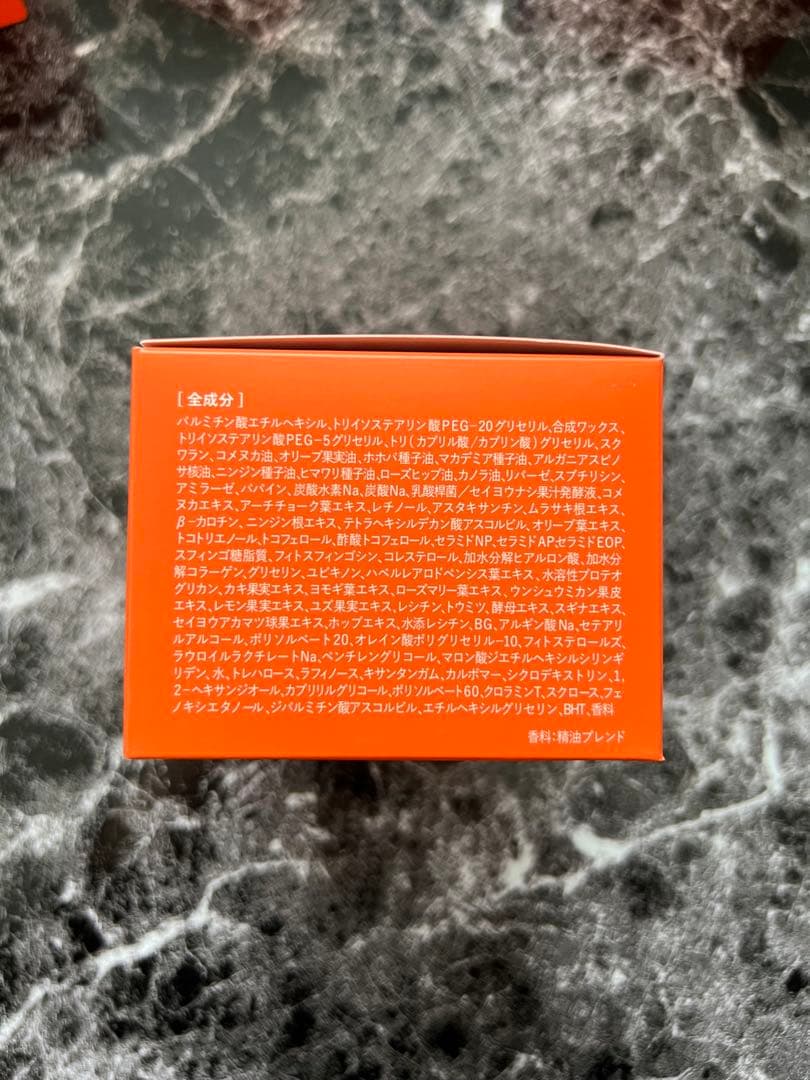 [全成分]
パルミチン酸エチルヘキシル、トリイソステアリン酸PEG-20グリセリル、合成ワックス、
トリイソステアリン酸PEG-5グリセリル、トリ(カプリル酸/カプリン酸)グリセリル、スク
ワラン、コメヌカ油、オリーブ果実油、ホホバ種子油、マカデミア種子油、アルガニアスピノ
サ核油、ニンジン種子油、ヒマワリ種子油、ローズヒップ油、カノラ油、リパーゼ、スブチリシン、
アミラーゼ、パパイン、炭酸水素Na、炭酸Na、乳酸桿菌/セイヨウナシ果汁発酵液、コメ
ヌカエキス、アーチチョーク葉エキス、レチノール、アスタキサンチン、ムラサキ根エキス、
β-カロチン、ニンジン根エキス、テトラヘキシルデカン酸アスコルビル、オリーブ葉エキス、
トコトリエノール、トコフェロール、酢酸トコフェロール、セラミドNP、セラミドAP、セラミドEOP、
スフィンゴ糖脂質、フィトスフィンゴシン、コレステロール、加水分解ヒアルロン酸、加水分
解コラーゲン、グリセリン、ユビキノン、ハベルレアロドペンシス葉エキス、水溶性プロテオ
グリカン、カキ果実エキス、ヨモギ葉エキス、ローズマリー葉エキス、ウンシュウミカン果皮
エキス、レモン果実エキス、ユズ果実エキス、レシチン、トウミツ、酵母エキス、スギナエキス、
セイヨウアカマツ球果エキス、ホップエキス、水添レシチン、BG、アルギン酸Na、セテアリ
ルアルコール、ポリソルベート20、オレイン酸ポリグリセリル-10、フィトステロールズ、
ラウロイルラクチレートNa、ペンチレングリコール、マロン酸ジエチルヘキシルシリンギ
リデン、水、トレハロース、ラフィノース、キサンタンガム、カルボマー、シクロデキストリン、1,
2-ヘキサンジオール、カプリリルグリコール、ポリソルベート60、クロラミンT、スクロース、フェ
ノキシエタノール、ジパルミチン酸アスコルビル、エチルヘキシルグリセリン、BHT、香料
香料:精油ブレンド